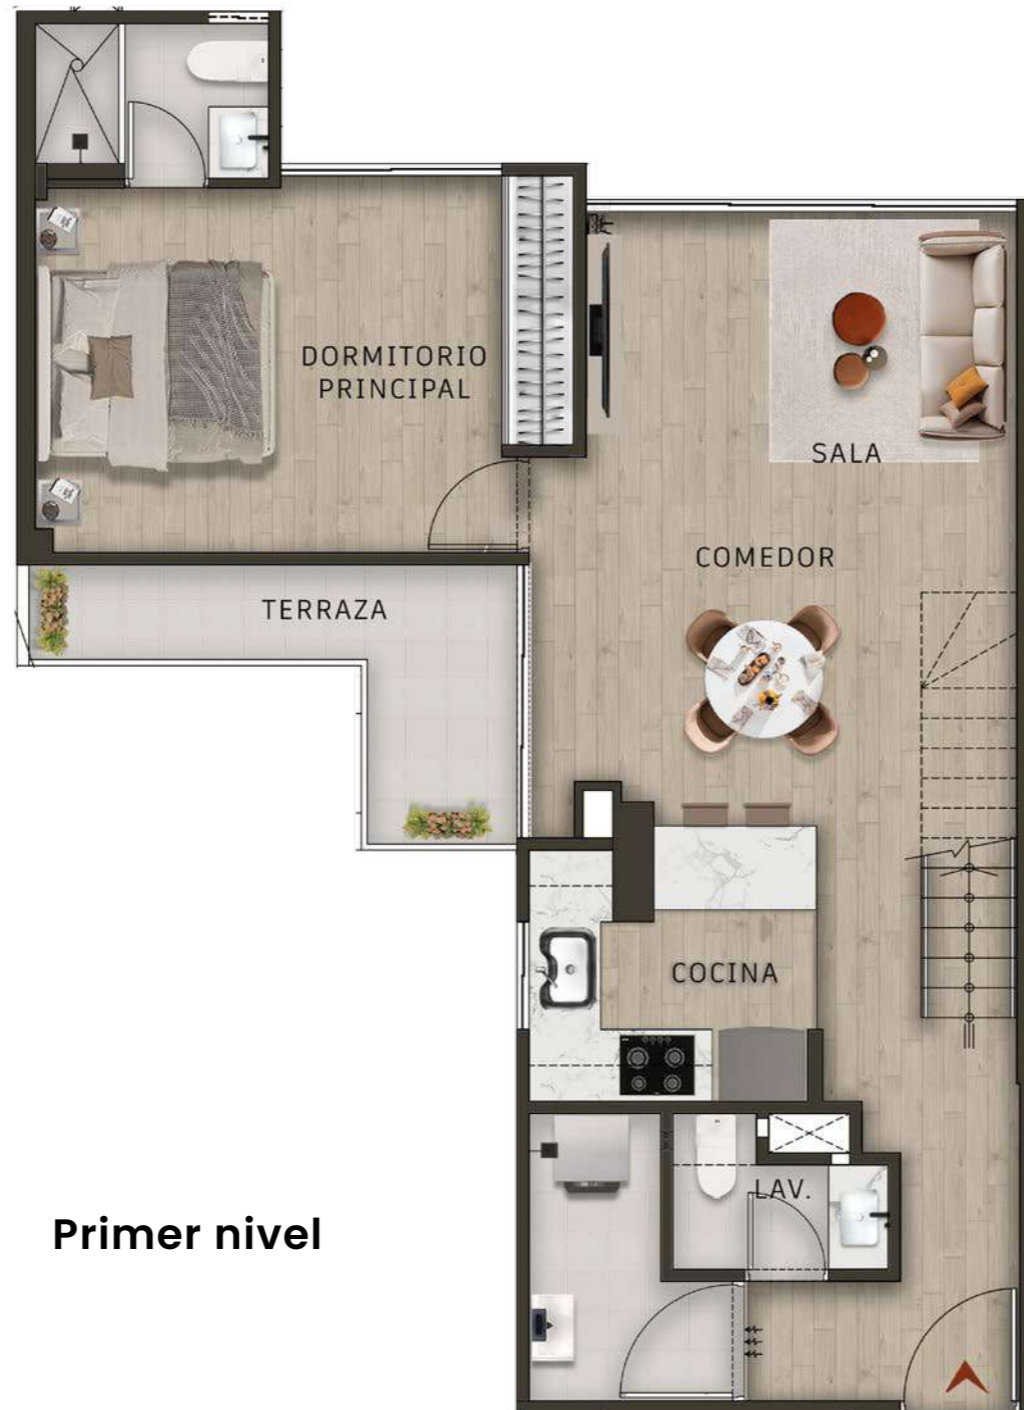 DORMITORIO
PRINCIPAL
SALA
COMEDOR
TERRAZA
COCINA
LAV.
Primer nivel